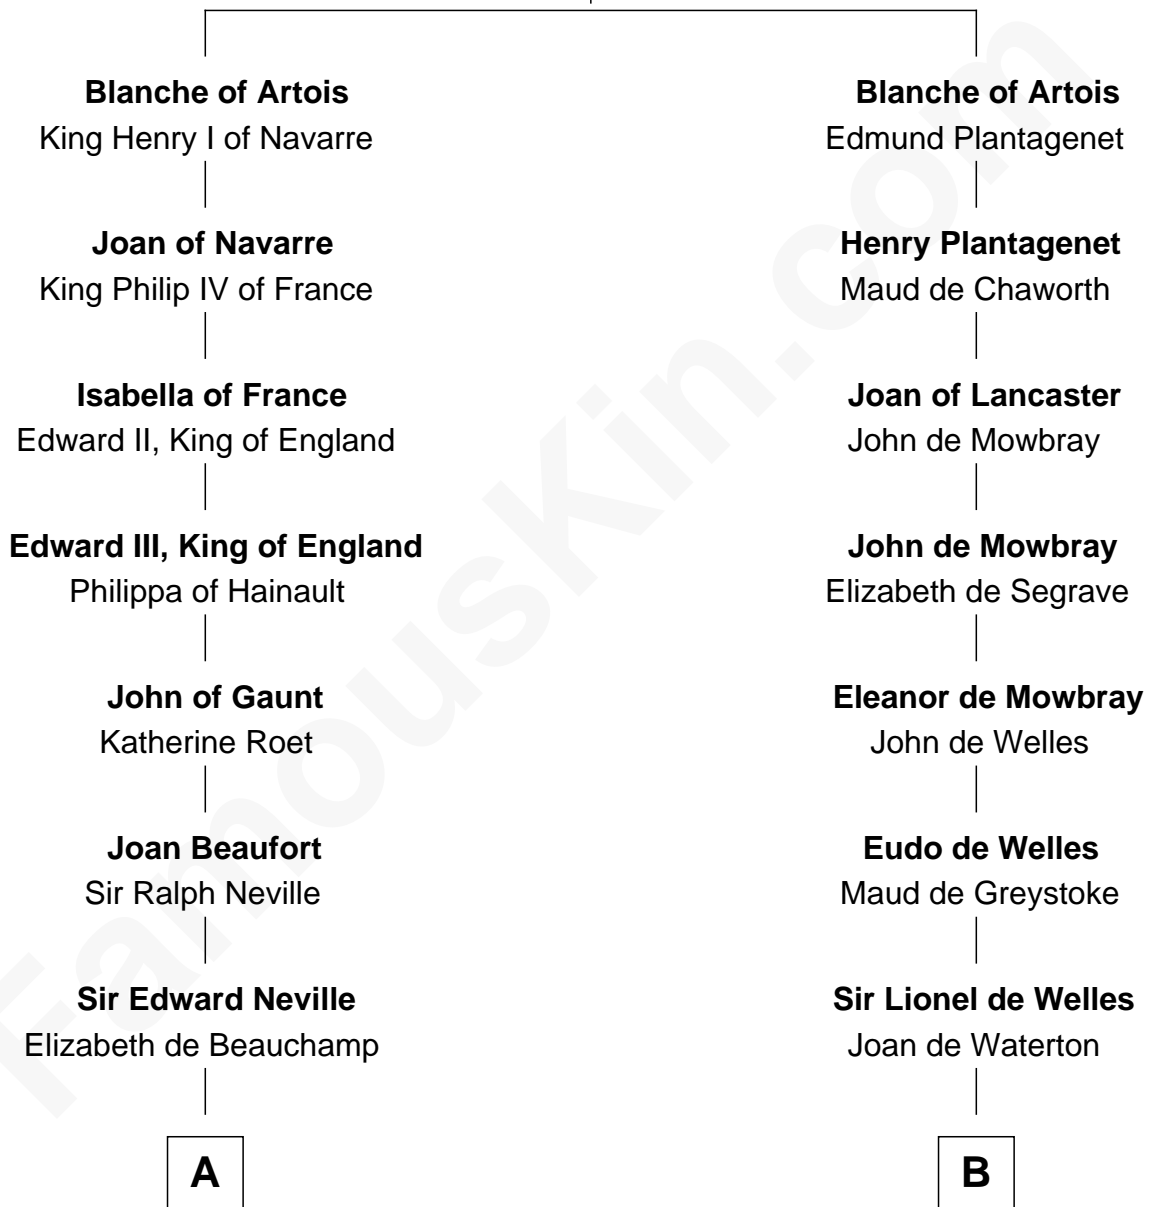 Blanche of Artois
King Henry I of Navarre
Joan of Navarre
King Philip IV of France
Isabella of France
Edward II, King of England
Edward III, King of England
Philippa of Hainault
John of Gaunt
Katherine Roet
Joan Beaufort
Sir Ralph Neville
Sir Edward Neville
Elizabeth de Beauchamp
A
Blanche of Artois
Edmund Plantagenet
Henry Plantagenet
Maud de Chaworth
Joan of Lancaster
John de Mowbray
John de Mowbray
Elizabeth de Segrave
Eleanor de Mowbray
John de Welles
Eudo de Welles
Maud de Greystoke
Sir Lionel de Welles
Joan de Waterton
B
FamousKin.com